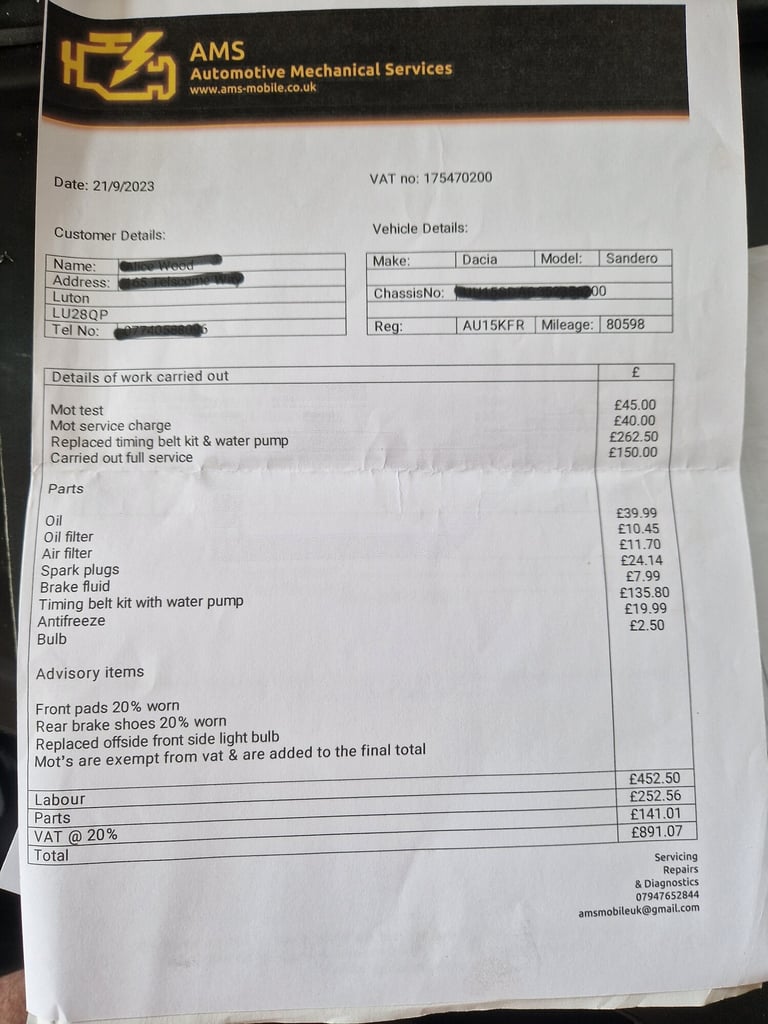 AMS
Automotive Mechanical Services
www.ams-mobile.co.uk
Date: 21/9/2023
VAT no: 175470200
Customer Details:
Name:
Address:
Luton
LU28QP
Tel No:
Vehicle Details:
Make: Dacia Model: Sandero
ChassisNo: 00
Reg: AU15KFR Mileage: 80598
Details of work carried out £
Mot test £45.00
Mot service charge £40.00
Replaced timing belt kit & water pump £262.50
Carried out full service £150.00
Parts
Oil £39.99
Oil filter £10.45
Air filter £11.70
Spark plugs £24.14
Brake fluid £7.99
Timing belt kit with water pump £135.80
Antifreeze £19.99
Bulb £2.50
Advisory items
Front pads 20% worn
Rear brake shoes 20% worn
Replaced offside front side light bulb
Mot's are exempt from vat & are added to the final total
Labour £452.50
Parts £252.56
VAT @ 20% £141.01
Total £891.07
Servicing
Repairs
& Diagnostics
07947652844
amsmobileuk@gmail.com